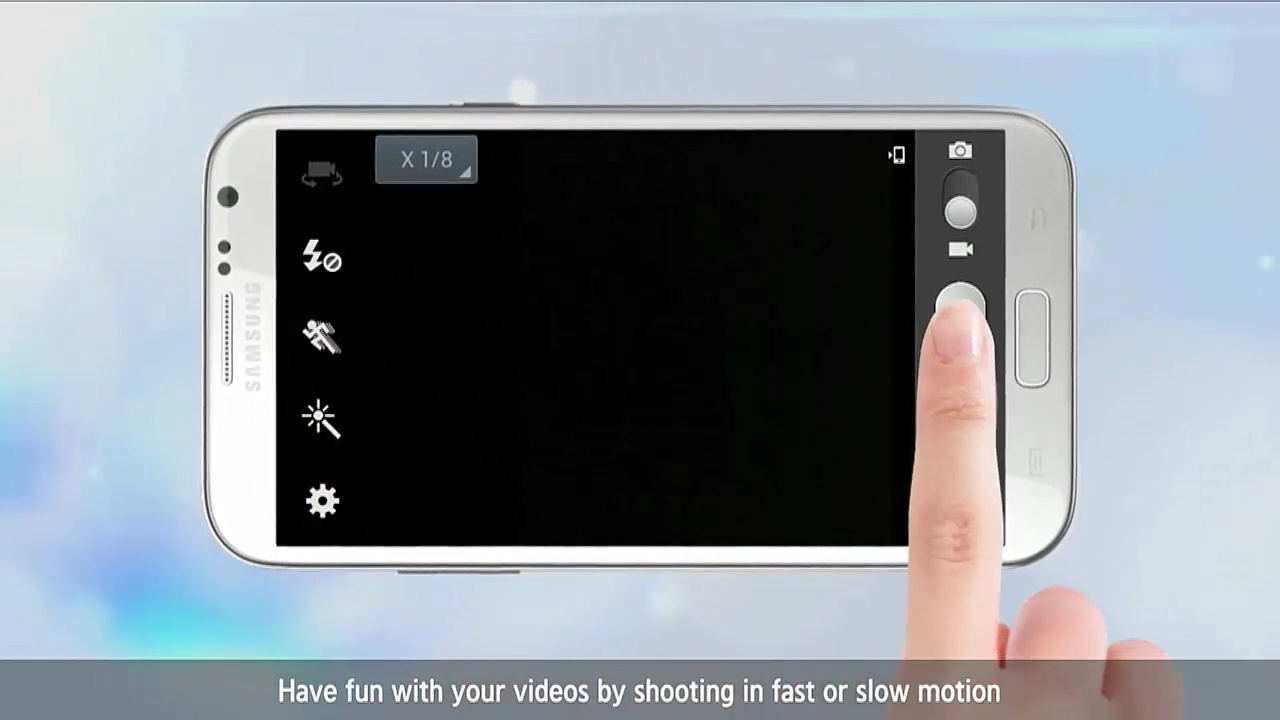 X 1/8
SAMSUNG
Have fun with your videos by shooting in fast or slow motion